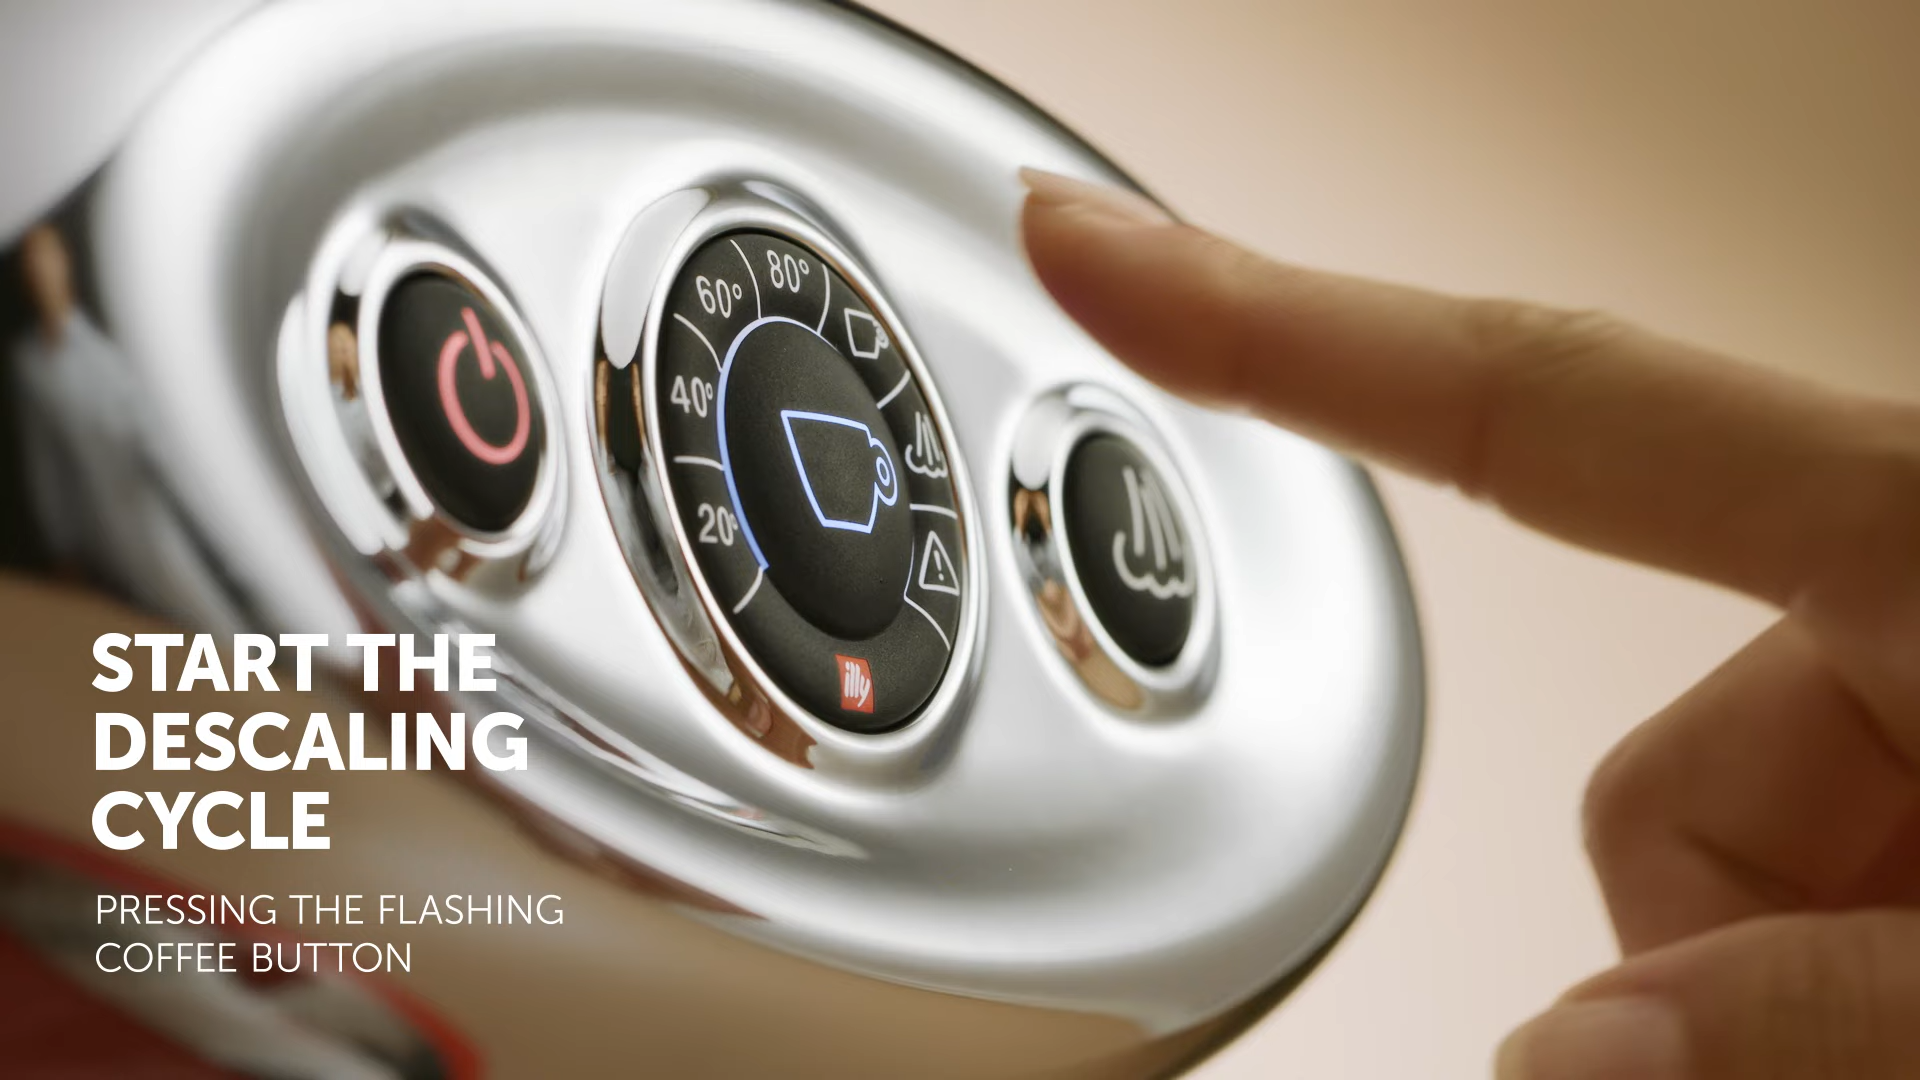 60°
80°
40°
20°
illy
START THE
DESCALING
CYCLE
PRESSING THE FLASHING
COFFEE BUTTON